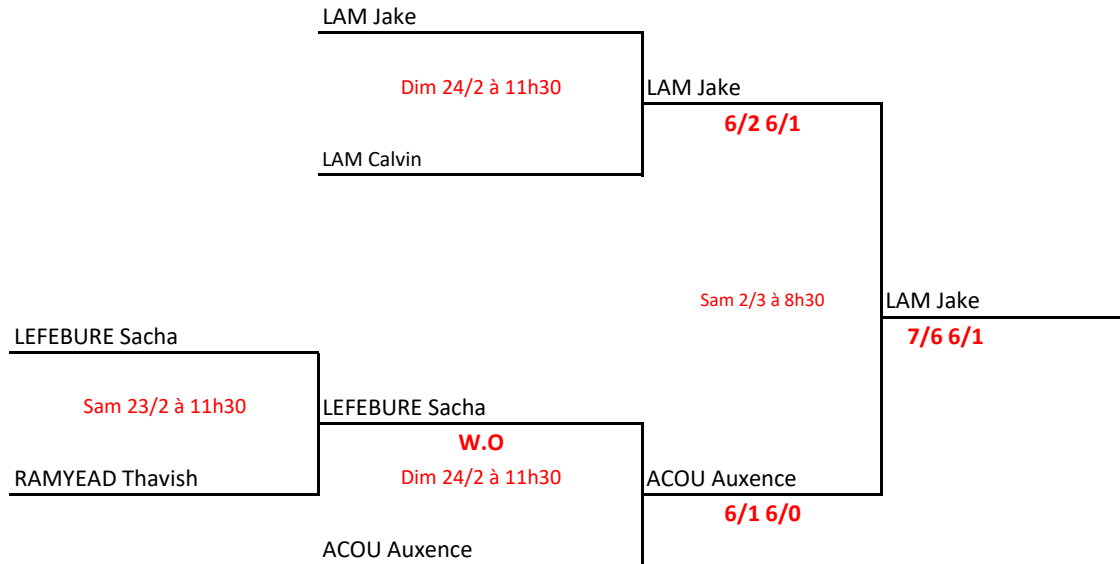 LAM Jake
Dim 24/2 à 11h30
LAM Jake
6/2 6/1
LAM Calvin
Sam 2/3 à 8h30
LAM Jake
7/6 6/1
LEFEBURE Sacha
Sam 23/2 à 11h30
LEFEBURE Sacha
W.O
RAMYEAD Thavish
Dim 24/2 à 11h30
ACOU Auxence
6/1 6/0
ACOU Auxence